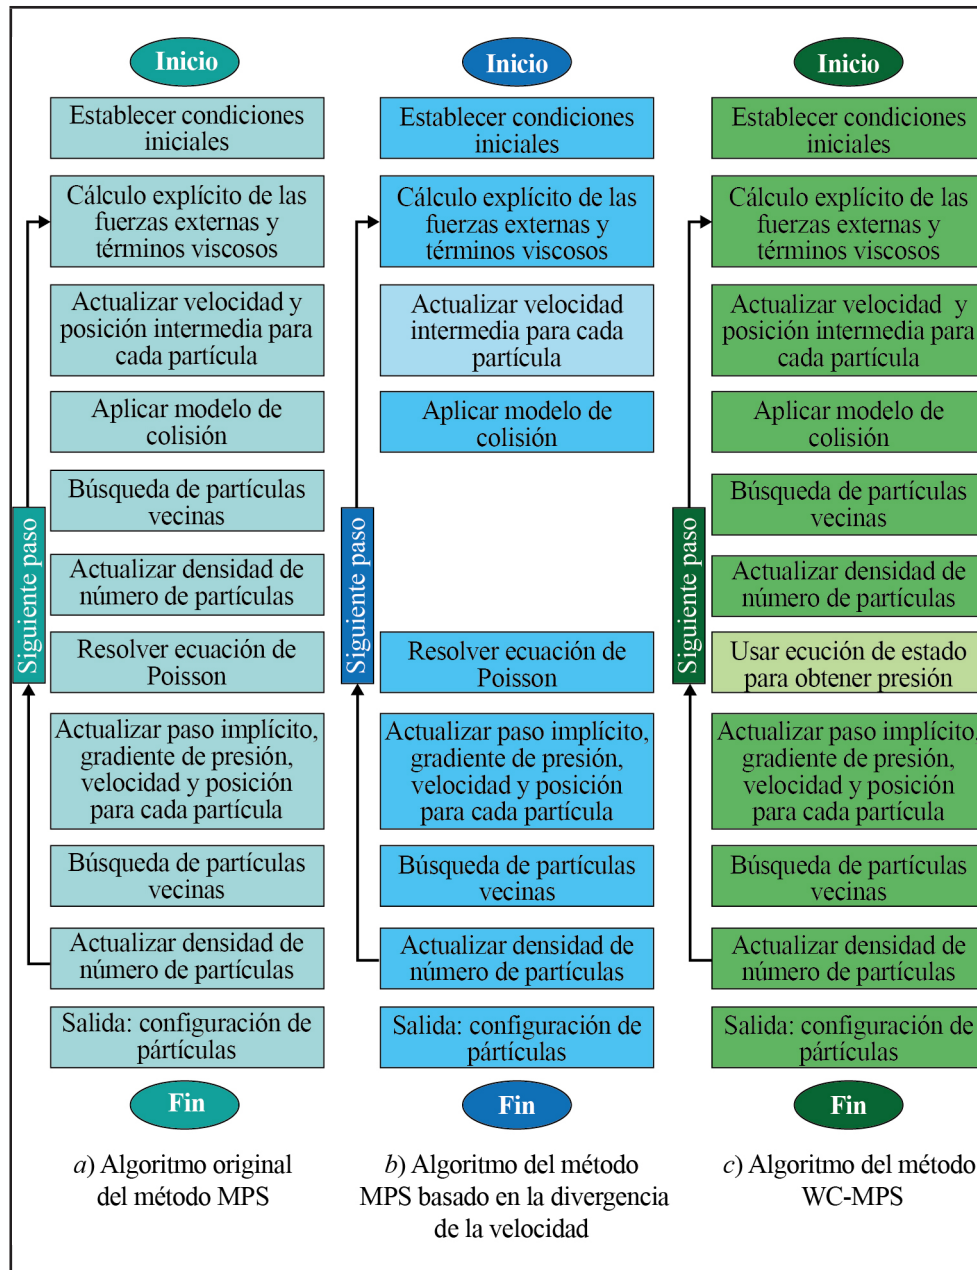 Inicio
Establecer condiciones
iniciales
Cálculo explícito de las
fuerzas externas y
términos viscosos
Actualizar velocidad y
posición intermedia para
cada partícula
Aplicar modelo de
colisión
Búsqueda de partículas
vecinas
Actualizar densidad de
número de partículas
Resolver ecuación de
Poisson
Actualizar paso implícito,
gradiente de presión,
velocidad y posición
para cada partícula
Búsqueda de partículas
vecinas
Actualizar densidad de
número de partículas
Salida: configuración de
pártículas
Fin
Siguiente paso
a) Algoritmo original
del método MPS
Inicio
Establecer condiciones
iniciales
Cálculo explícito de las
fuerzas externas y
términos viscosos
Actualizar velocidad
intermedia para cada
partícula
Aplicar modelo de
colisión
Resolver ecuación de
Poisson
Actualizar paso implícito,
gradiente de presión,
velocidad y posición
para cada partícula
Búsqueda de partículas
vecinas
Actualizar densidad de
número de partículas
Salida: configuración de
pártículas
Fin
Siguiente paso
b) Algoritmo del método
MPS basado en la divergencia
de la velocidad
Inicio
Establecer condiciones
iniciales
Cálculo explícito de las
fuerzas externas y
términos viscosos
Actualizar velocidad y
posición intermedia para
cada partícula
Aplicar modelo de
colisión
Búsqueda de partículas
vecinas
Actualizar densidad de
número de partículas
Usar ecución de estado
para obtener presión
Actualizar paso implícito,
gradiente de presión,
velocidad y posición
para cada partícula
Búsqueda de partículas
vecinas
Actualizar densidad de
número de partículas
Salida: configuración de
pártículas
Fin
Siguiente paso
c) Algoritmo del método
WC-MPS